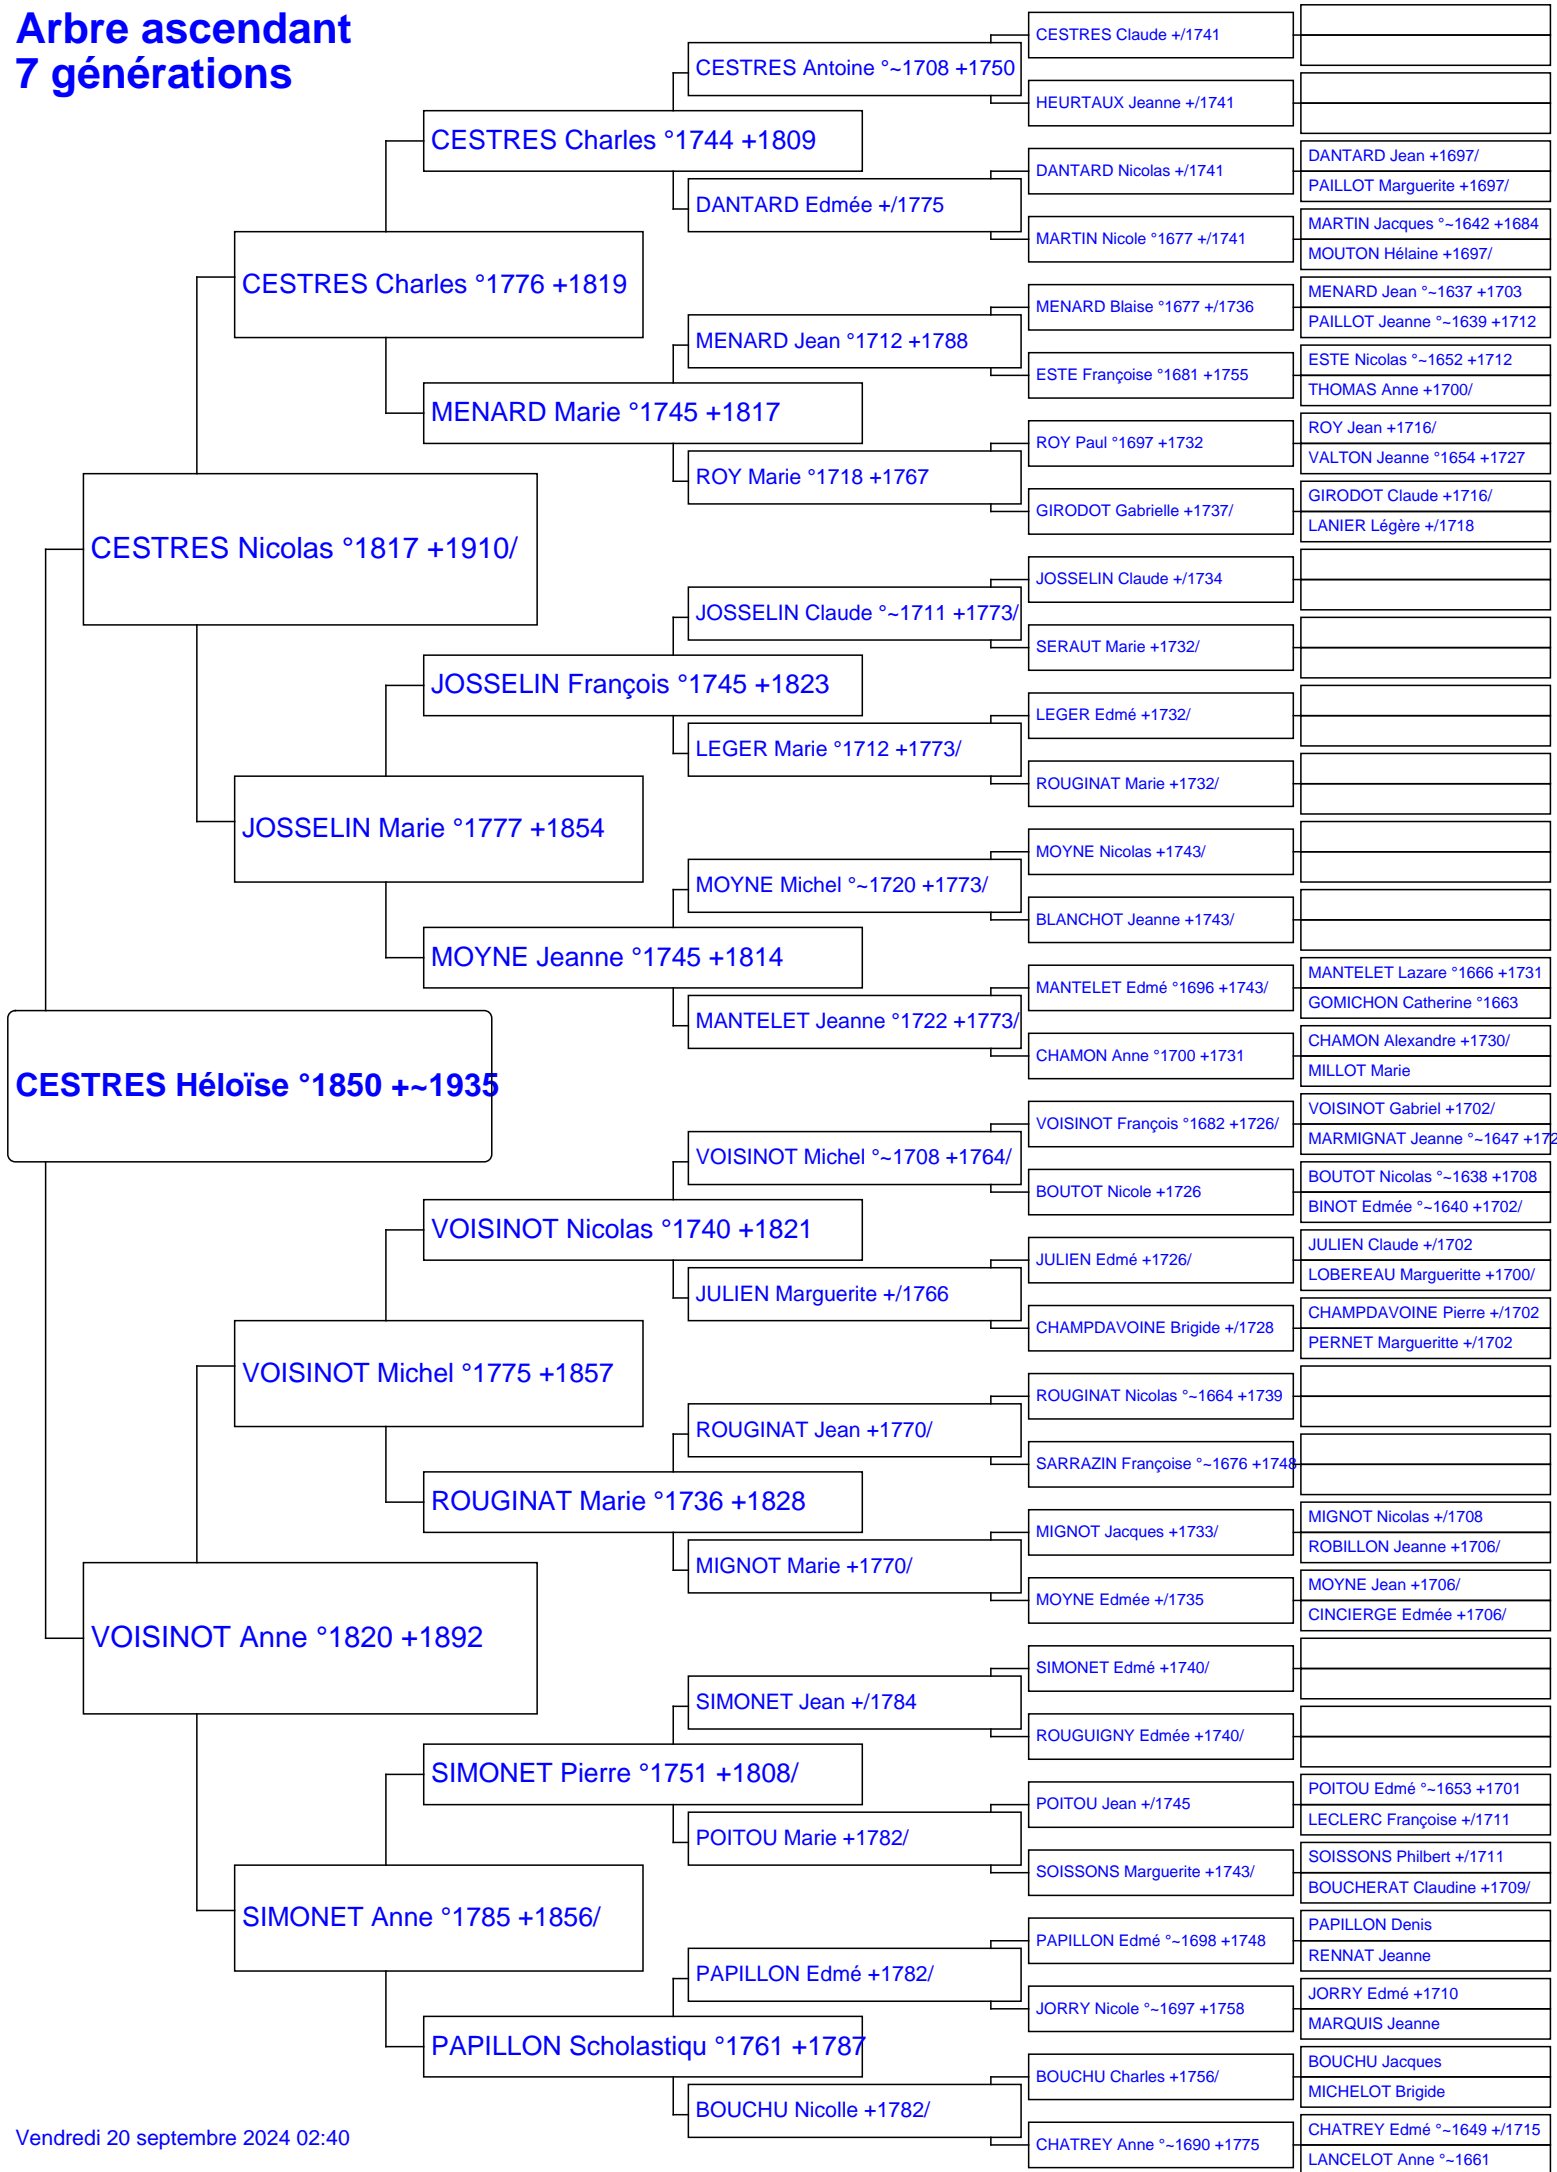 Arbre ascendant
7 générations
CESTRES Héloïse °1850 +~1935
CESTRES Nicolas °1817 +1910/
VOISINOT Anne °1820 +1892
CESTRES Charles °1776 +1819
JOSSELIN Marie °1777 +1854
VOISINOT Michel °1775 +1857
SIMONET Anne °1785 +1856/
CESTRES Charles °1744 +1809
MENARD Marie °1745 +1817
JOSSELIN François °1745 +1823
MOYNE Jeanne °1745 +1814
VOISINOT Nicolas °1740 +1821
ROUGINAT Marie °1736 +1828
SIMONET Pierre °1751 +1808/
PAPILLON Scholastiqu °1761 +1787
CESTRES Antoine °~1708 +1750
DANTARD Edmée +/1775
MENARD Jean °1712 +1788
ROY Marie °1718 +1767
JOSSELIN Claude °~1711 +1773/
LEGER Marie °1712 +1773/
MOYNE Michel °~1720 +1773/
MANTELET Jeanne °1722 +1773/
VOISINOT Michel °~1708 +1764/
JULIEN Marguerite +/1766
ROUGINAT Jean +1770/
MIGNOT Marie +1770/
SIMONET Jean +/1784
POITOU Marie +1782/
PAPILLON Edmé +1782/
BOUCHU Nicolle +1782/
CESTRES Claude +/1741
HEURTAUX Jeanne +/1741
DANTARD Nicolas +/1741
MARTIN Nicole °1677 +/1741
MENARD Blaise °1677 +/1736
ESTE Françoise °1681 +1755
ROY Paul °1697 +1732
GIRODOT Gabrielle +1737/
JOSSELIN Claude +/1734
SERAUT Marie +1732/
LEGER Edmé +1732/
ROUGINAT Marie +1732/
MOYNE Nicolas +1743/
BLANCHOT Jeanne +1743/
MANTELET Edmé °1696 +1743/
CHAMON Anne °1700 +1731
VOISINOT François °1682 +1726/
BOUTOT Nicole +1726
JULIEN Edmé +1726/
CHAMPDAVOINE Brigide +/1728
ROUGINAT Nicolas °~1664 +1739
SARRAZIN Françoise °~1676 +1748
MIGNOT Jacques +1733/
MOYNE Edmée +/1735
SIMONET Edmé +1740/
ROUGUIGNY Edmée +1740/
POITOU Jean +/1745
SOISSONS Marguerite +1743/
PAPILLON Edmé °~1698 +1748
JORRY Nicole °~1697 +1758
BOUCHU Charles +1756/
CHATREY Anne °~1690 +1775
DANTARD Jean +1697/
PAILLOT Marguerite +1697/
MARTIN Jacques °~1642 +1684
MOUTON Hélaine +1697/
MENARD Jean °~1637 +1703
PAILLOT Jeanne °~1639 +1712
ESTE Nicolas °~1652 +1712
THOMAS Anne +1700/
ROY Jean +1716/
VALTON Jeanne °1654 +1727
GIRODOT Claude +1716/
LANIER Légère +/1718
MANTELET Lazare °1666 +1731
GOMICHON Catherine °1663
CHAMON Alexandre +1730/
MILLOT Marie
VOISINOT Gabriel +1702/
MARMIGNAT Jeanne °~1647 +172
BOUTOT Nicolas °~1638 +1708
BINOT Edmée °~1640 +1702/
JULIEN Claude +/1702
LOBEREAU Margueritte +1700/
CHAMPDAVOINE Pierre +/1702
PERNET Margueritte +/1702
MIGNOT Nicolas +/1708
ROBILLON Jeanne +1706/
MOYNE Jean +1706/
CINCIERGE Edmée +1706/
POITOU Edmé °~1653 +1701
LECLERC Françoise +/1711
SOISSONS Philbert +/1711
BOUCHERAT Claudine +1709/
PAPILLON Denis
RENNAT Jeanne
JORRY Edmé +1710
MARQUIS Jeanne
BOUCHU Jacques
MICHELOT Brigide
CHATREY Edmé °~1649 +/1715
LANCELOT Anne °~1661
Vendredi 20 septembre 2024 02:40